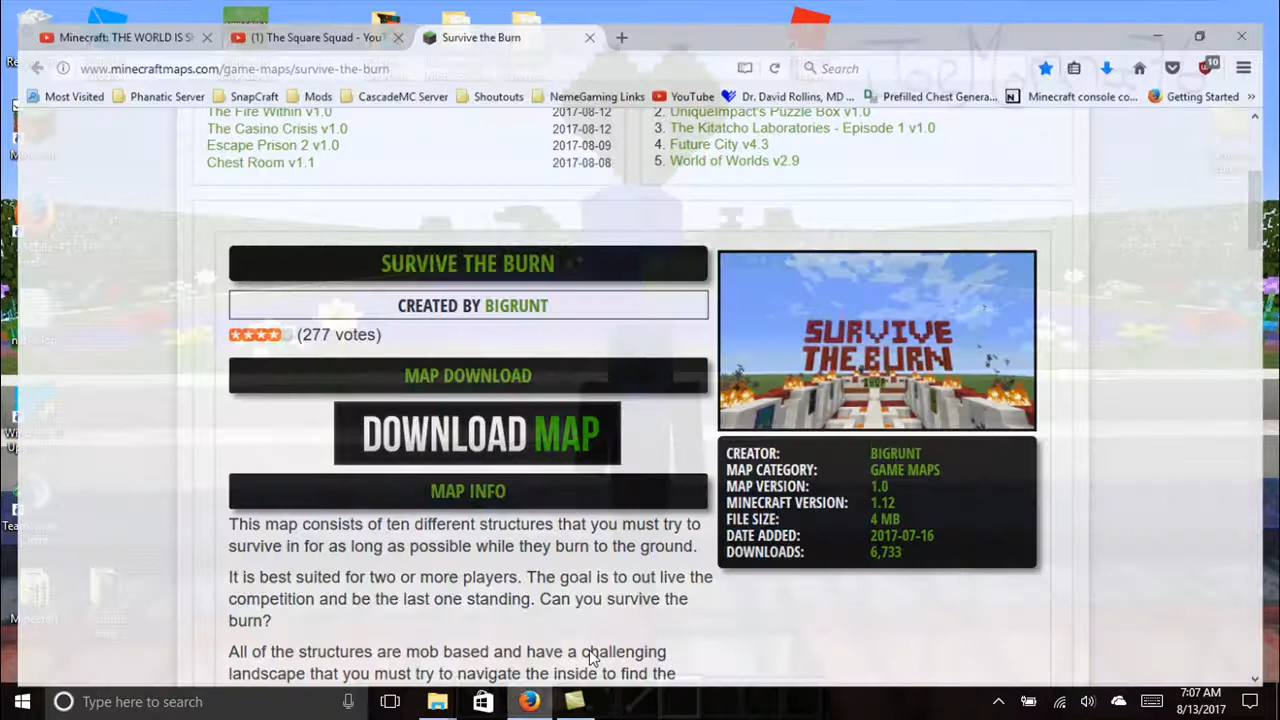 Minecraft: THE WORLD IS S
(1) The Square Squad - YouT
Survive the Burn
www.minecraftmaps.com/game-maps/survive-the-burn
Search
10
Most Visited
Phanatic Server
SnapCraft
Mods
CascadeMC Server
Shoutouts
NemeGaming Links
YouTube
Dr. David Rollins, MD ...
Prefilled Chest Genera...
Minecraft console co...
Getting Started
The Fire Within v1.0
2017-08-12
2. UniqueImpact's Puzzle Box v1.0
The Casino Crisis v1.0
2017-08-12
3. The Kitatcho Laboratories - Episode 1 v1.0
Escape Prison 2 v1.0
2017-08-09
4. Future City v4.3
Chest Room v1.1
2017-08-08
5. World of Worlds v2.9
SURVIVE THE BURN
CREATED BY BIGRUNT
(277 votes)
MAP DOWNLOAD
DOWNLOAD MAP
MAP INFO
This map consists of ten different structures that you must try to
survive in for as long as possible while they burn to the ground.
It is best suited for two or more players. The goal is to out live the
competition and be the last one standing. Can you survive the
burn?
All of the structures are mob based and have a challenging
landscape that you must try to navigate the inside to find the
SURVIVE
THE BURN
CREATOR: BIGRUNT
MAP CATEGORY: GAME MAPS
MAP VERSION: 1.0
MINECRAFT VERSION: 1.12
FILE SIZE: 4 MB
DATE ADDED: 2017-07-16
DOWNLOADS: 6,733
Type here to search
7:07 AM
8/13/2017